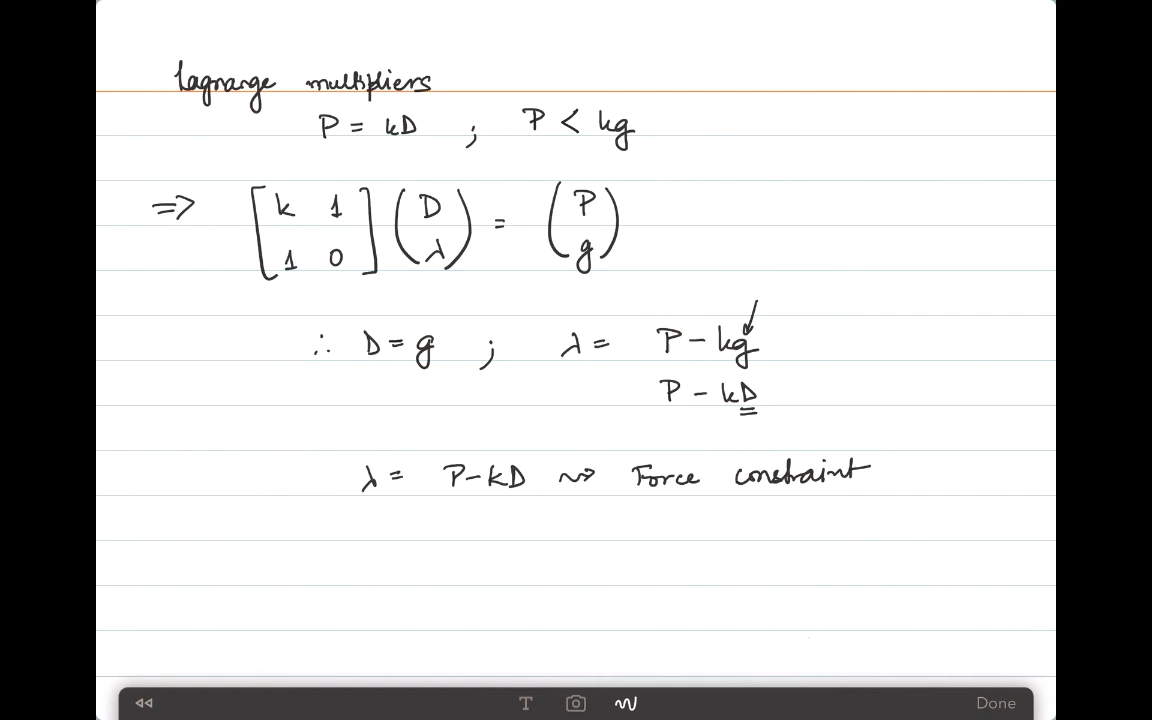 Lagrange multipliers
P = kD ; P < kg
=> [k 1 1 0] (D λ) = (P g)
∴ D = g ; λ = P - kg
P - kD
λ = P-kD ⇝ Force constraint
T Done